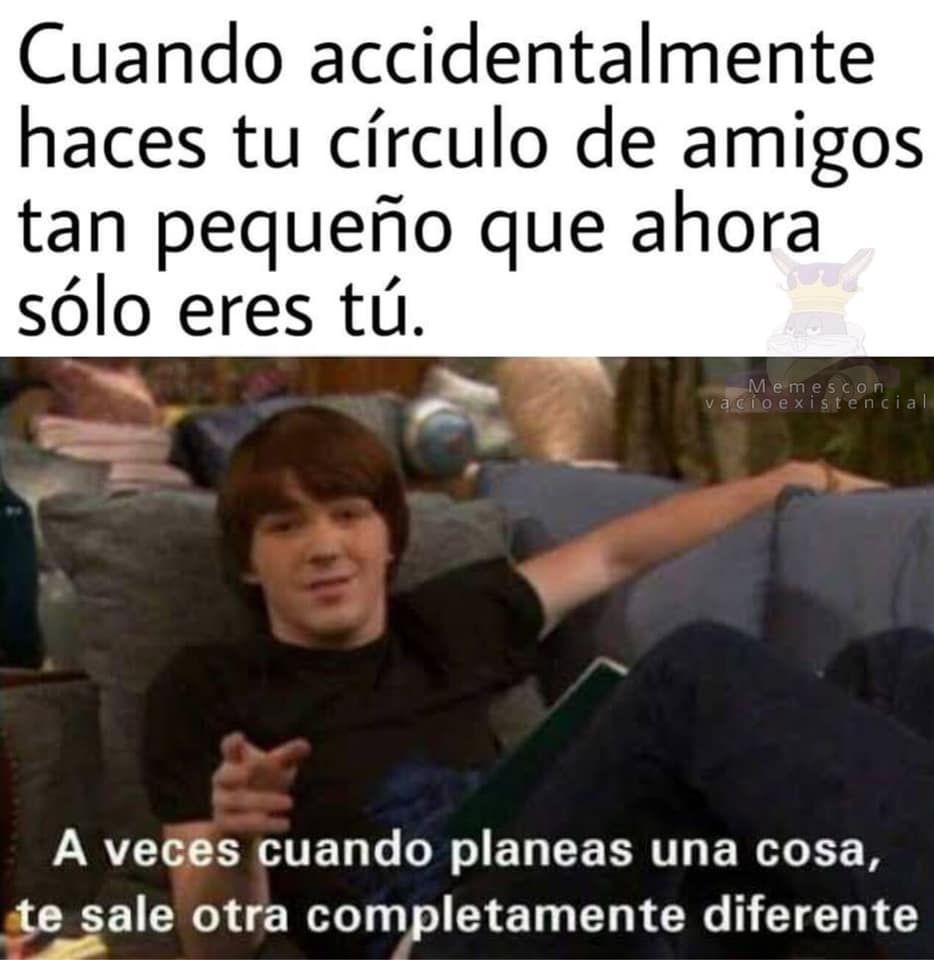 Cuando accidentalmente
haces tu círculo de amigos
tan pequeño que ahora
sólo eres tú.
Memescon
vacioexistencial
A veces cuando planeas una cosa,
te sale otra completamente diferente